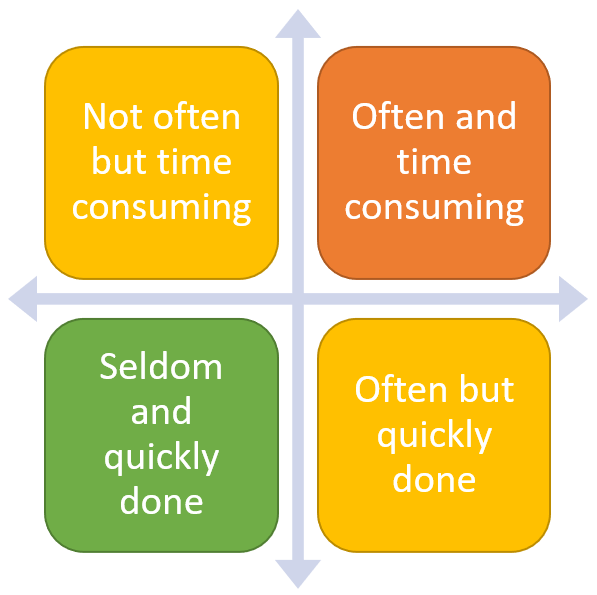 Not often
but time
consuming
Often and
time
consuming
Seldom
and
quickly
done
Often but
quickly
done